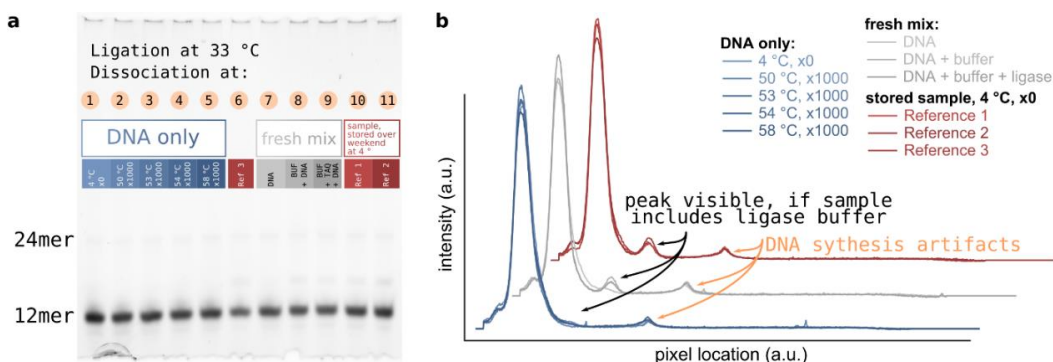 a
Ligation at 33 °C
Dissociation at:
1 2 3 4 5 6 7 8 9 10 11
DNA only
fresh mix
sample,
stored over
weekend
at 4 °
4 °C
x0
50 °C
x1000
53 °C
x1000
54 °C
x1000
58 °C
x1000
Ref 3
DNA
BUF
+ DNA
BUF
+ TAQ
+ DNA
Ref 1
Ref 2
24mer
12mer
b
DNA only:
4 °C, x0
50 °C, x1000
53 °C, x1000
54 °C, x1000
58 °C, x1000
fresh mix:
DNA
DNA + buffer
DNA + buffer + ligase
stored sample, 4 °C, x0
Reference 1
Reference 2
Reference 3
peak visible, if sample
includes ligase buffer
DNA sythesis artifacts
intensity (a.u.)
pixel location (a.u.)